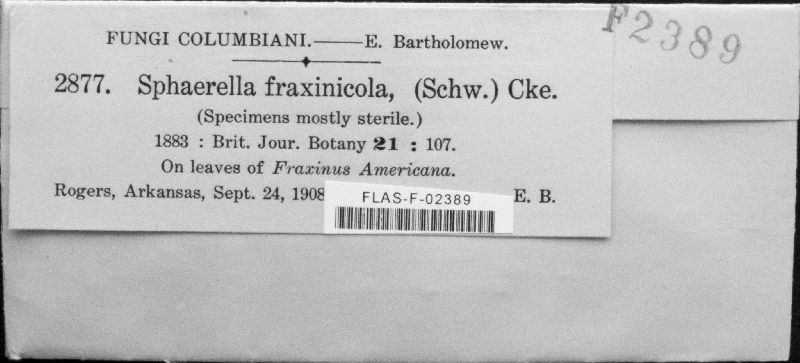 F2389
FUNGI COLUMBIANI.——E. Bartholomew.
2877. Sphaerella fraxinicola, (Schw.) Cke.
(Specimens mostly sterile.)
1883 : Brit. Jour. Botany 21 : 107.
On leaves of Fraxinus Americana.
Rogers, Arkansas, Sept. 24, 1908 E. B.
FLAS-F-02389